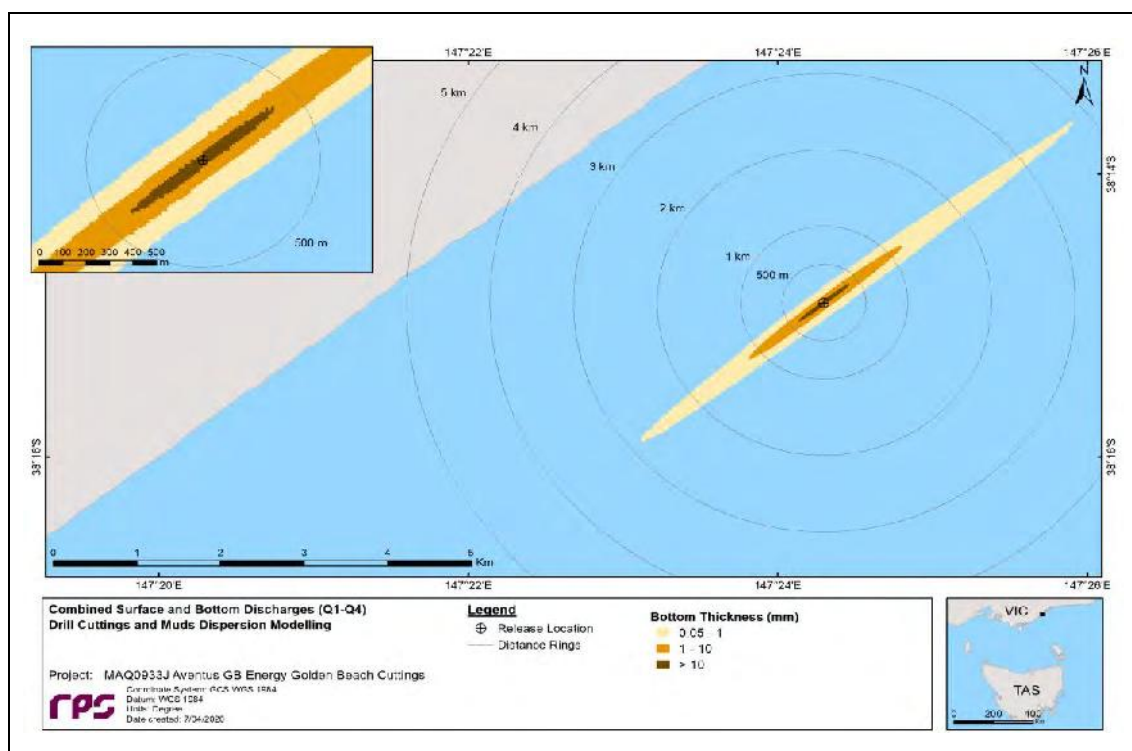 147°22'E
147°24'E
147°26'E
N
5 km
4 km
3 km
2 km
1 km
500 m
500 m
0 100 200 300 400 500
m
38°14'S
38°16'S
38°16'S
0 1 2 3 4 5
Km
147°20'E
147°22'E
147°24'E
147°26'E
Combined Surface and Bottom Discharges (Q1-Q4)
Drill Cuttings and Muds Dispersion Modelling
Legend
Release Location
Distance Rings
Bottom Thickness (mm)
0.05 - 1
1 - 10
> 10
Project: MAQ0933J Aventus GB Energy Golden Beach Cuttings
rps
Coordinate System: GCS WGS 1984
Datum: WGS 1984
Units: Degree
Date created: 7/04/2020
VIC
TAS
0 200 400
Km